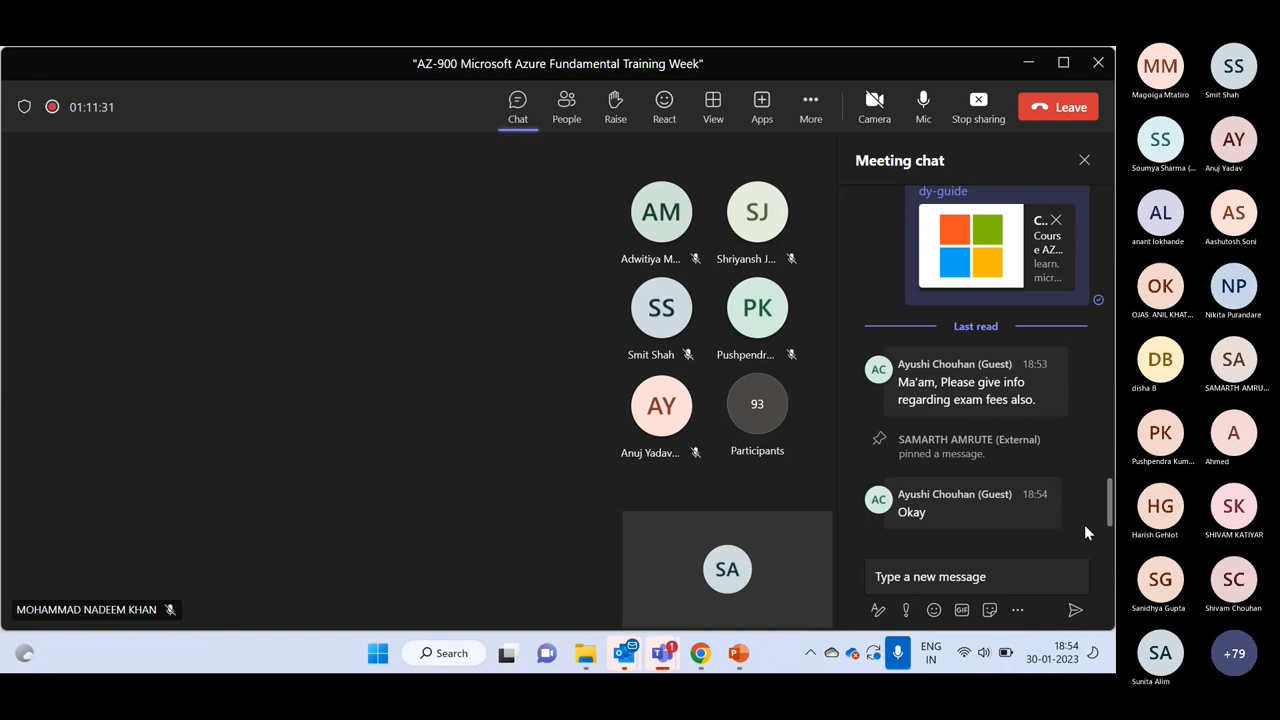 "AZ-900 Microsoft Azure Fundamental Training Week"
01:11:31
Chat
People
Raise
React
View
Apps
More
Camera
Mic
Stop sharing
Leave
AM
Adwitiya M...
SJ
Shriyansh J...
SS
Smit Shah
PK
Pushpendr...
AY
Anuj Yadav...
93
Participants
SA
MOHAMMAD NADEEM KHAN
Meeting chat
dy-guide
C..
Cours
e AZ...
learn.
micr...
Last read
AC
Ayushi Chouhan (Guest) 18:53
Ma'am, Please give info
regarding exam fees also.
SAMARTH AMRUTE (External)
pinned a message.
AC
Ayushi Chouhan (Guest) 18:54
Okay
Type a new message
GIF
Search
1
ENG
IN
18:54
30-01-2023
MM
Magoiga Mtatiro
SS
Smit Shah
SS
Soumya Sharma (...
AY
Anuj Yadav
AL
anant lokhande
AS
Aashutosh Soni
OK
OJAS ANIL KHAT...
NP
Nikita Purandare
DB
disha B
SA
SAMARTH AMRU...
PK
Pushpendra Kum...
A
Ahmed
HG
Harish Gehlot
SK
SHIVAM KATIYAR
SG
Sanidhya Gupta
SC
Shivam Chouhan
SA
Sunita Alim
+79